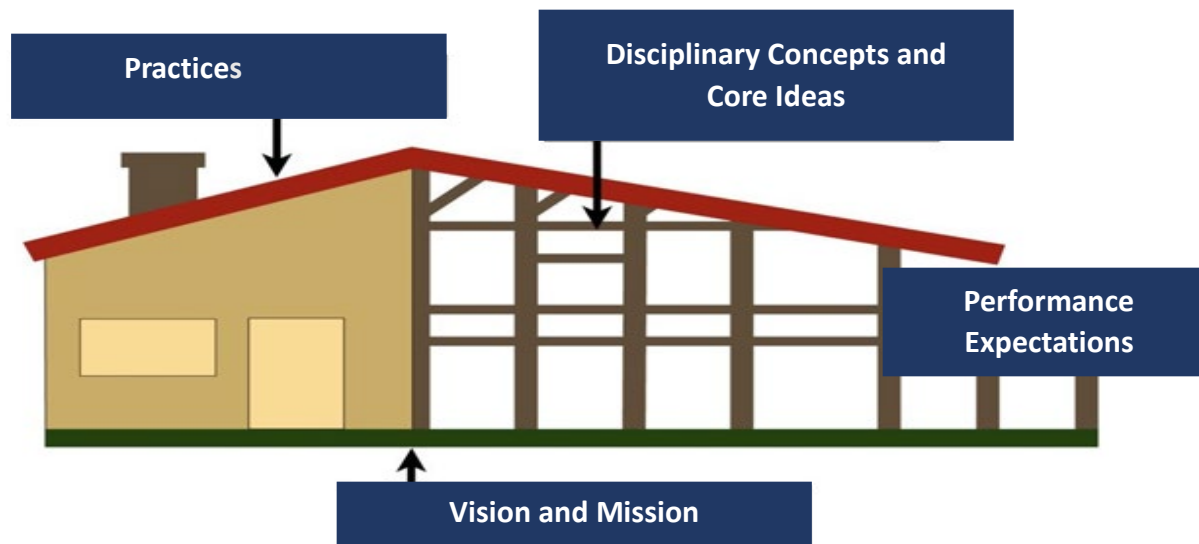 Practices
Disciplinary Concepts and
Core Ideas
Performance
Expectations
Vision and Mission